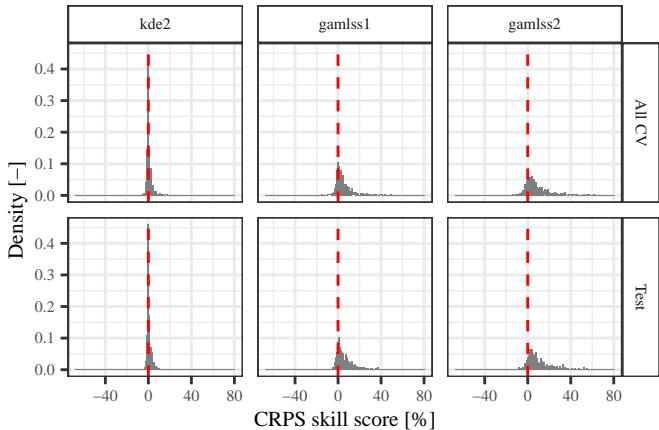 kde2 gamlss1 gamlss2
0.4
0.3
0.2
0.1
0.0
All CV
Density [−]
0.4
0.3
0.2
0.1
0.0
Test
−40 0 40 80 −40 0 40 80 −40 0 40 80
CRPS skill score [%]